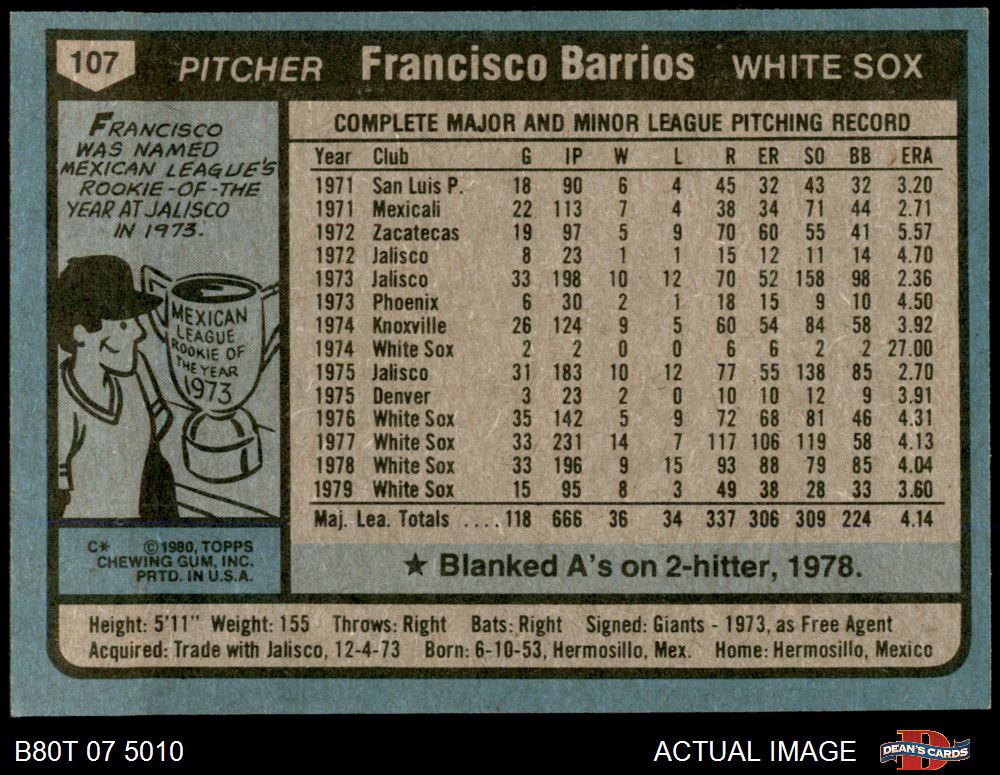 107 PITCHER Francisco Barrios WHITE SOX
FRANCISCO
WAS NAMED
MEXICAN LEAGUE'S
ROOKIE-OF-THE
YEAR AT JALISCO
IN 1973.
MEXICAN
LEAGUE
ROOKIE OF
THE YEAR
1973
C* ©1980, TOPPS
CHEWING GUM, INC.
PRTD. IN U.S.A.
COMPLETE MAJOR AND MINOR LEAGUE PITCHING RECORD
Year Club G IP W L R ER SO BB ERA
1971 San Luis P. 18 90 6 4 45 32 43 32 3.20
1971 Mexicali 22 113 7 4 38 34 71 44 2.71
1972 Zacatecas 19 97 5 9 70 60 55 41 5.57
1972 Jalisco 8 23 1 1 15 12 11 14 4.70
1973 Jalisco 33 198 10 12 70 52 158 98 2.36
1973 Phoenix 6 30 2 1 18 15 9 10 4.50
1974 Knoxville 26 124 9 5 60 54 84 58 3.92
1974 White Sox 2 2 0 0 6 6 2 2 27.00
1975 Jalisco 31 183 10 12 77 55 138 85 2.70
1975 Denver 3 23 2 0 10 10 12 9 3.91
1976 White Sox 35 142 5 9 72 68 81 46 4.31
1977 White Sox 33 231 14 7 117 106 119 58 4.13
1978 White Sox 33 196 9 15 93 88 79 85 4.04
1979 White Sox 15 95 8 3 49 38 28 33 3.60
Maj. Lea. Totals .... 118 666 36 34 337 306 309 224 4.14
★ Blanked A's on 2-hitter, 1978.
Height: 5'11" Weight: 155 Throws: Right Bats: Right Signed: Giants - 1973, as Free Agent
Acquired: Trade with Jalisco, 12-4-73 Born: 6-10-53, Hermosillo, Mex. Home: Hermosillo, Mexico
B80T 07 5010 ACTUAL IMAGE DEAN'S CARDS